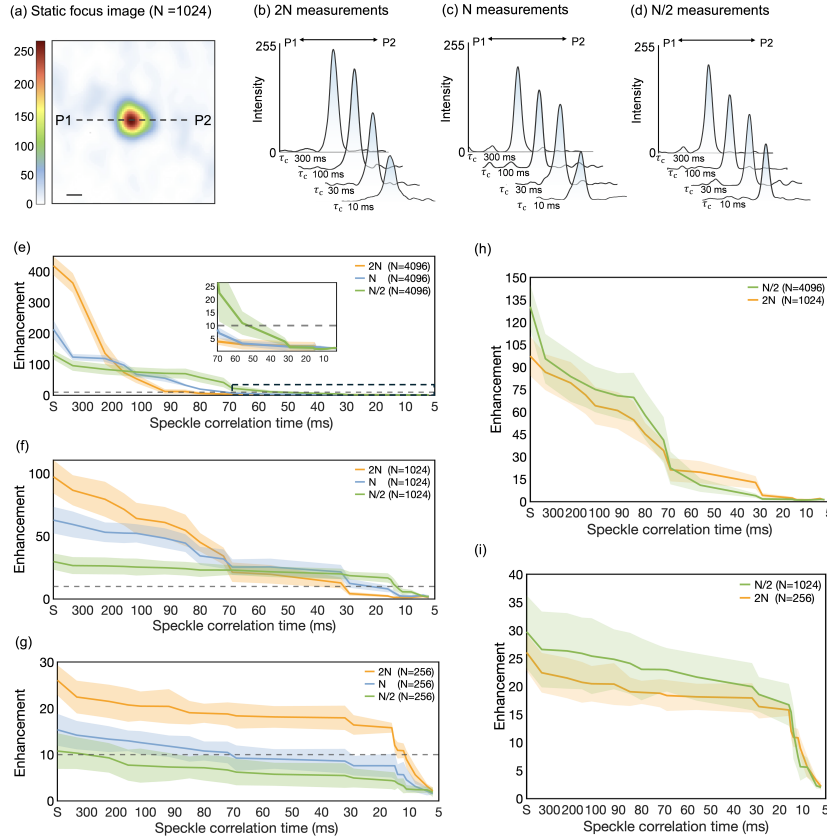 (a) Static focus image (N =1024)
250
200
150
100
50
0
P1
P2
(b) 2N measurements
255
P1
P2
Intensity
0
τc 300 ms
τc 100 ms
τc 30 ms
τc 10 ms
(c) N measurements
255
P1
P2
Intensity
0
τc 300 ms
τc 100 ms
τc 30 ms
τc 10 ms
(d) N/2 measurements
255
P1
P2
Intensity
0
τc 300 ms
τc 100 ms
τc 30 ms
τc 10 ms
(e)
Enhancement
400
300
200
100
0
2N (N=4096)
N (N=4096)
N/2 (N=4096)
25
20
15
10
5
70 60 50 40 30 20 10
S 300 200 100 90 80 70 60 50 40 30 20 10 5
Speckle correlation time (ms)
(f)
Enhancement
100
50
0
2N (N=1024)
N (N=1024)
N/2 (N=1024)
S 300 200 100 90 80 70 60 50 40 30 20 10 5
Speckle correlation time (ms)
(g)
Enhancement
30
20
10
0
2N (N=256)
N (N=256)
N/2 (N=256)
S 300 200 100 90 80 70 60 50 40 30 20 10 5
Speckle correlation time (ms)
(h)
Enhancement
150
135
120
105
90
75
60
45
30
15
0
N/2 (N=4096)
2N (N=1024)
S 300 200 100 90 80 70 60 50 40 30 20 10 5
Speckle correlation time (ms)
(i)
Enhancement
40
35
30
25
20
15
10
5
0
N/2 (N=1024)
2N (N=256)
S 300 200 100 90 80 70 60 50 40 30 20 10 5
Speckle correlation time (ms)